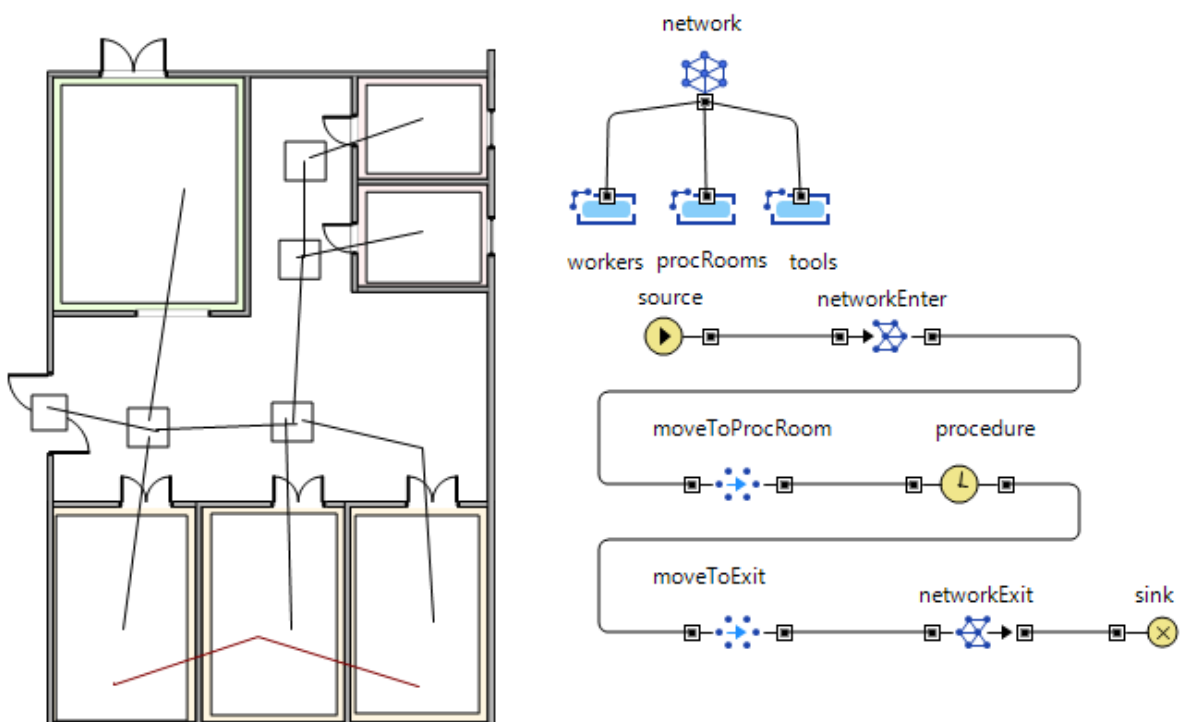 network
workers procRooms tools
source networkEnter
moveToProcRoom procedure
moveToExit networkExit sink